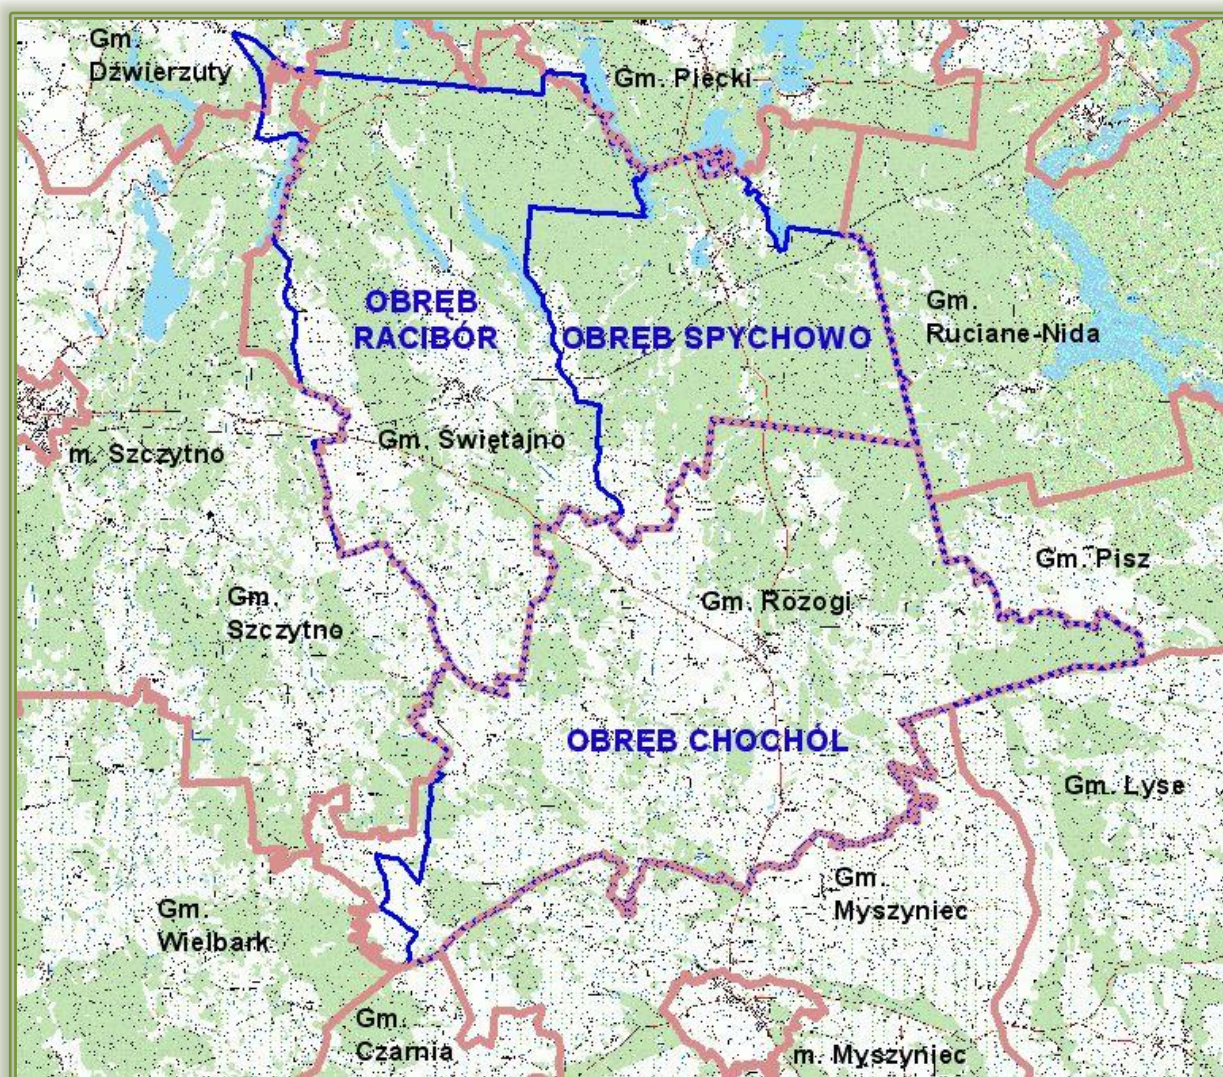 Gm.
Dźwierzuty
Gm. Piecki
OBRĘB
RACIBÓR
OBRĘB SPYCHOWO
Gm.
Ruciane-Nida
m. Szczytno
Gm. Świętajno
Gm. Pisz
Gm.
Szczytno
Gm. Rozogi
OBRĘB CHOCHÓL
Gm. Lyse
Gm.
Myszyniec
Gm.
Wielbark
Gm.
Czarnia
m. Myszyniec